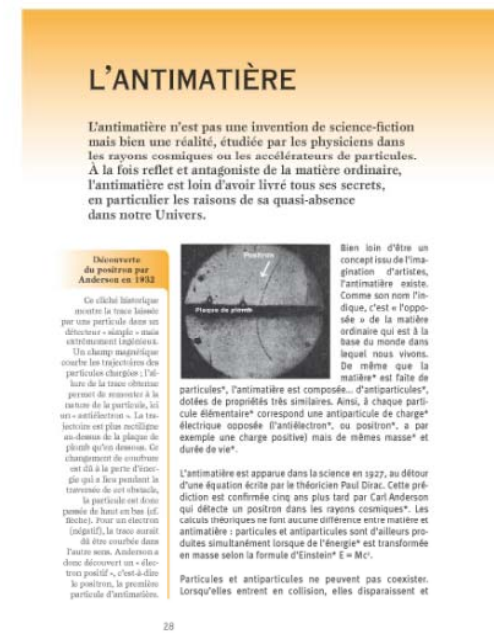 L'ANTIMATIÈRE
L'antimatière n'est pas une invention de science-fiction
mais bien une réalité, étudiée par les physiciens dans
les rayons cosmiques ou les accélérateurs de particules.
À la fois reflet et antagoniste de la matière ordinaire,
l'antimatière est loin d'avoir livré tous ses secrets,
en particulier les raisons de sa quasi-absence
dans notre Univers.
Découverte
du positron par
Anderson en 1932
Ce cliché historique
montre la trace laissée
par une particule dans un
détecteur « simple » mais
extrêmement ingénieux.
Un champ magnétique
courbe les trajectoires des
particules chargées ; l'al-
lure de la trace obtenue
permet de remonter à la
nature de la particule, ici
un « antiélectron ». La tra-
jectoire est plus rectiligne
au-dessus de la plaque de
plomb qu'en dessous. Ce
changement de courbure
est dû à la perte d'éner-
gie qui a lieu pendant la
traversée de cet obstacle,
la particule est donc
passée de haut en bas (cf.
flèche). Pour un électron
(négatif), la trace aurait
dû être courbée dans
l'autre sens. Anderson a
donc découvert un « élec-
tron positif », c'est-à-dire
le positron, la première
particule d'antimatière.
Positron
Plaque de plomb
Bien loin d'être un
concept issu de l'ima-
gination d'artistes,
l'antimatière existe.
Comme son nom l'in-
dique, c'est « l'oppo-
sée » de la matière
ordinaire qui est à la
base du monde dans
lequel nous vivons.
De même que la
matière* est faite de
particules*, l'antimatière est composée... d'antiparticules*,
dotées de propriétés très similaires. Ainsi, à chaque parti-
cule élémentaire* correspond une antiparticule de charge*
électrique opposée (l'antiélectron*, ou positron*, a par
exemple une charge positive) mais de mêmes masse* et
durée de vie*.
L'antimatière est apparue dans la science en 1927, au détour
d'une équation écrite par le théoricien Paul Dirac. Cette pré-
diction est confirmée cinq ans plus tard par Carl Anderson
qui détecte un positron dans les rayons cosmiques*. Les
calculs théoriques ne font aucune différence entre matière et
antimatière : particules et antiparticules sont d'ailleurs pro-
duites simultanément lorsque de l'énergie* est transformée
en masse selon la formule d'Einstein* E = Mc².
Particules et antiparticules ne peuvent pas coexister.
Lorsqu'elles entrent en collision, elles disparaissent et
28